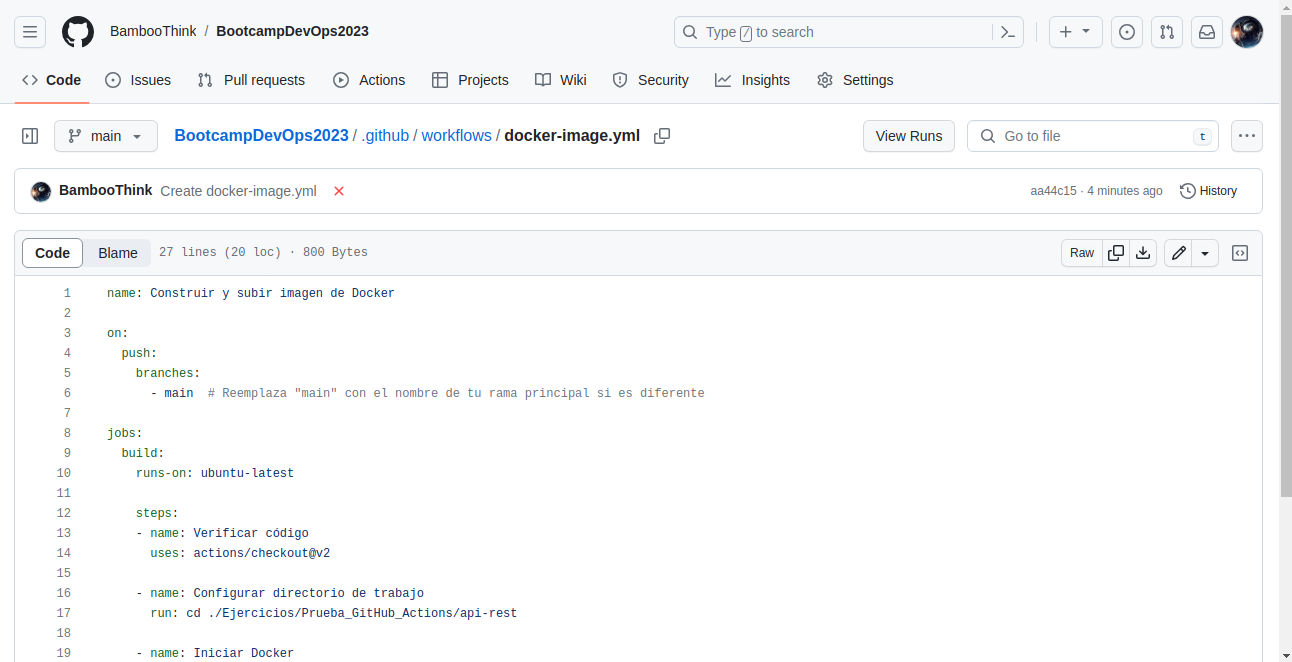 BambooThink / BootcampDevOps2023
Type / to search
Code Issues Pull requests Actions Projects Wiki Security Insights Settings
main BootcampDevOps2023 / .github / workflows / docker-image.yml View Runs Go to file t
BambooThink Create docker-image.yml aa44c15 · 4 minutes ago History
Code Blame 27 lines (20 loc) · 800 Bytes Raw
1 name: Construir y subir imagen de Docker
2
3 on:
4 push:
5 branches:
6 - main # Reemplaza "main" con el nombre de tu rama principal si es diferente
7
8 jobs:
9 build:
10 runs-on: ubuntu-latest
11
12 steps:
13 - name: Verificar código
14 uses: actions/checkout@v2
15
16 - name: Configurar directorio de trabajo
17 run: cd ./Ejercicios/Prueba_GitHub_Actions/api-rest
18
19 - name: Iniciar Docker